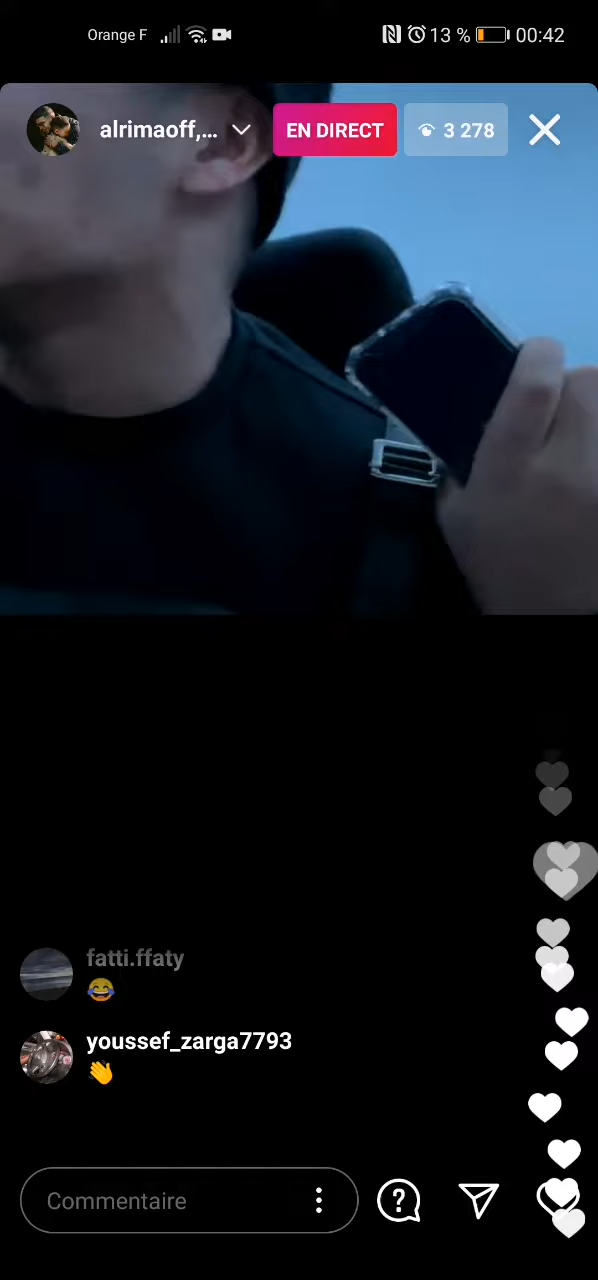 Orange F
13 %
00:42
alrimaoff,...
EN DIRECT
3 278
fatti.ffaty
😂
youssef_zarga7793
👏
Commentaire